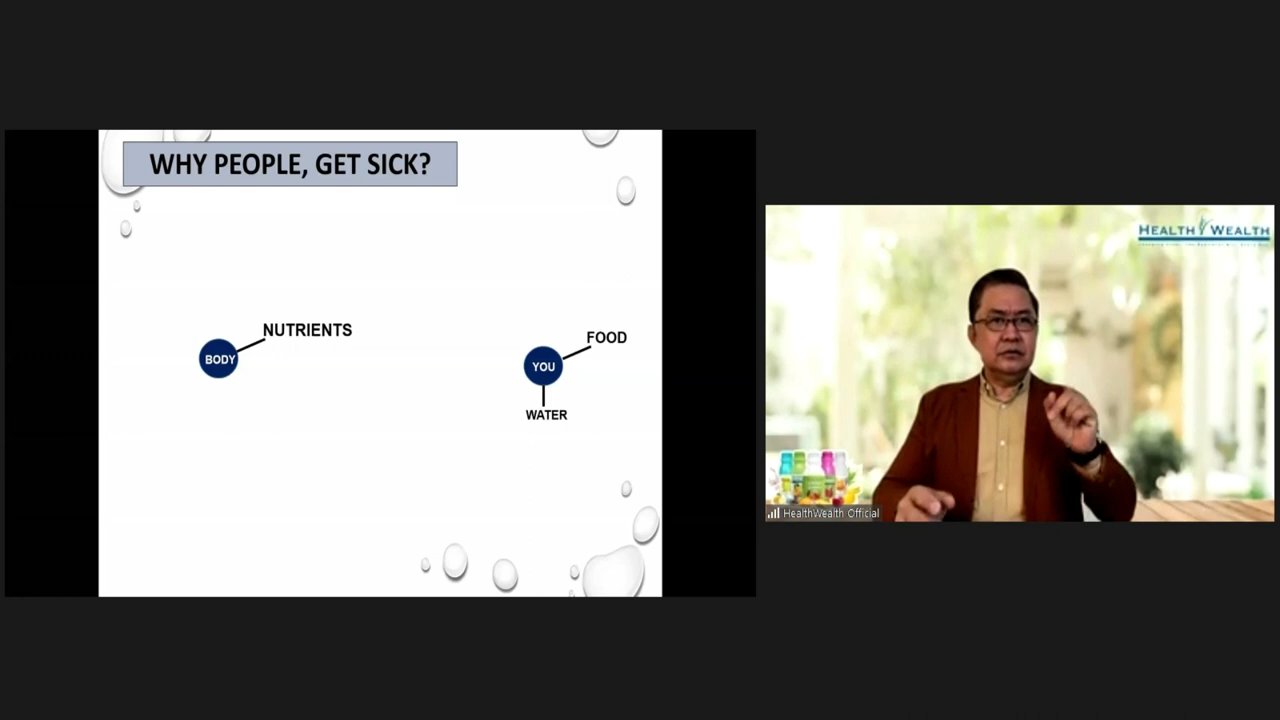 WHY PEOPLE, GET SICK?
NUTRIENTS
BODY
FOOD
YOU
WATER
HEALTH WEALTH
HealthWealth Official